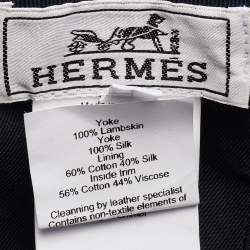 HERMÈS
Yoke
100% Lambskin
Yoke
100% Silk
Lining
60% Cotton 40% Silk
Inside trim
56% Cotton 44% Viscose
Cleaning by leather specialist
Contains non-textile elements of